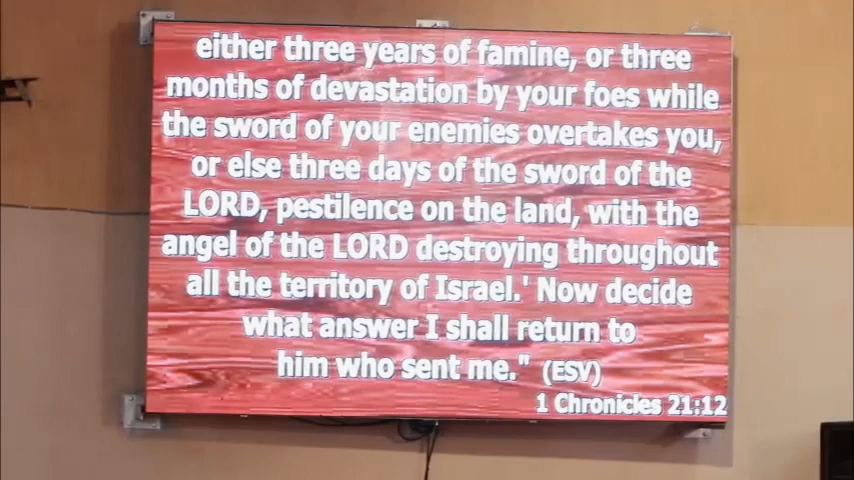 either three years of famine, or three
months of devastation by your foes while
the sword of your enemies overtakes you,
or else three days of the sword of the
LORD, pestilence on the land, with the
angel of the LORD destroying throughout
all the territory of Israel.' Now decide
what answer I shall return to
him who sent me." (ESV)
1 Chronicles 21:12